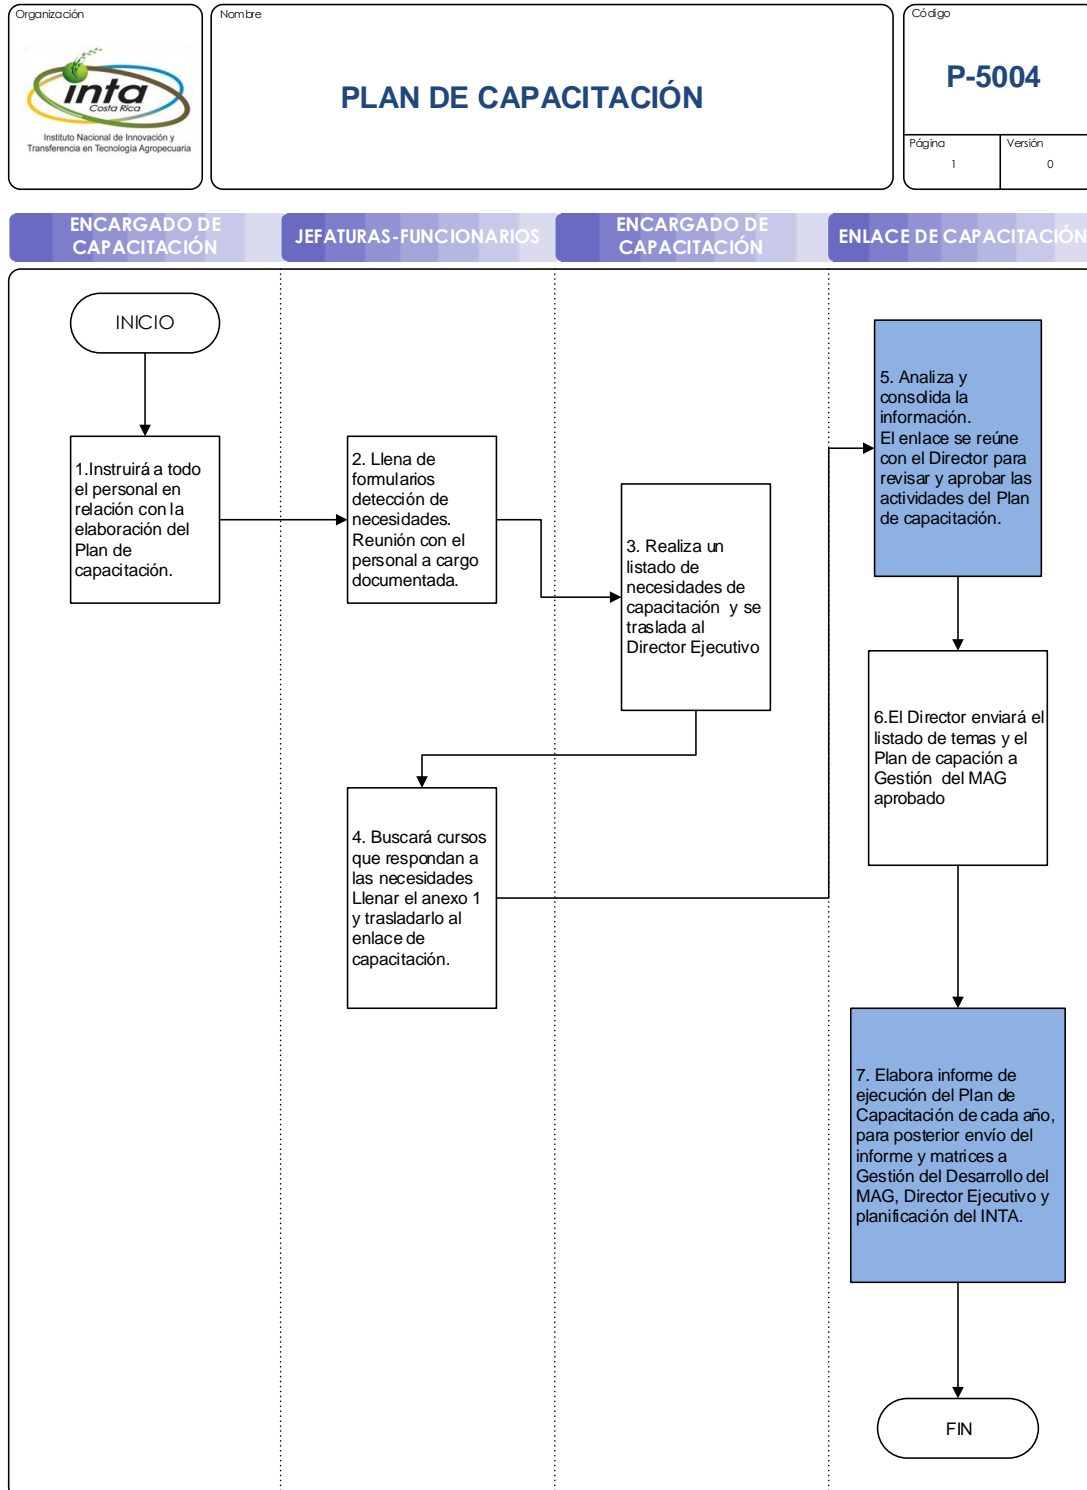 Organización
inta
Costa Rica
Instituto Nacional de Innovación y
Transferencia en Tecnología Agropecuaria
Nombre
PLAN DE CAPACITACIÓN
Código
P-5004
Página
1
Versión
0
ENCARGADO DE
CAPACITACIÓN
JEFATURAS-FUNCIONARIOS
ENCARGADO DE
CAPACITACIÓN
ENLACE DE CAPACITACIÓN
INICIO
1.Instruirá a todo
el personal en
relación con la
elaboración del
Plan de
capacitación.
2. Llena de
formularios
detección de
necesidades.
Reunión con el
personal a cargo
documentada.
3. Realiza un
listado de
necesidades de
capacitación y se
traslada al
Director Ejecutivo
4. Buscará cursos
que respondan a
las necesidades
Llenar el anexo 1
y trasladarlo al
enlace de
capacitación.
5. Analiza y
consolida la
información.
El enlace se reúne
con el Director para
revisar y aprobar las
actividades del Plan
de capacitación.
6.El Director enviará el
listado de temas y el
Plan de capación a
Gestión del MAG
aprobado
7. Elabora informe de
ejecución del Plan de
Capacitación de cada año,
para posterior envío del
informe y matrices a
Gestión del Desarrollo del
MAG, Director Ejecutivo y
planificación del INTA.
FIN